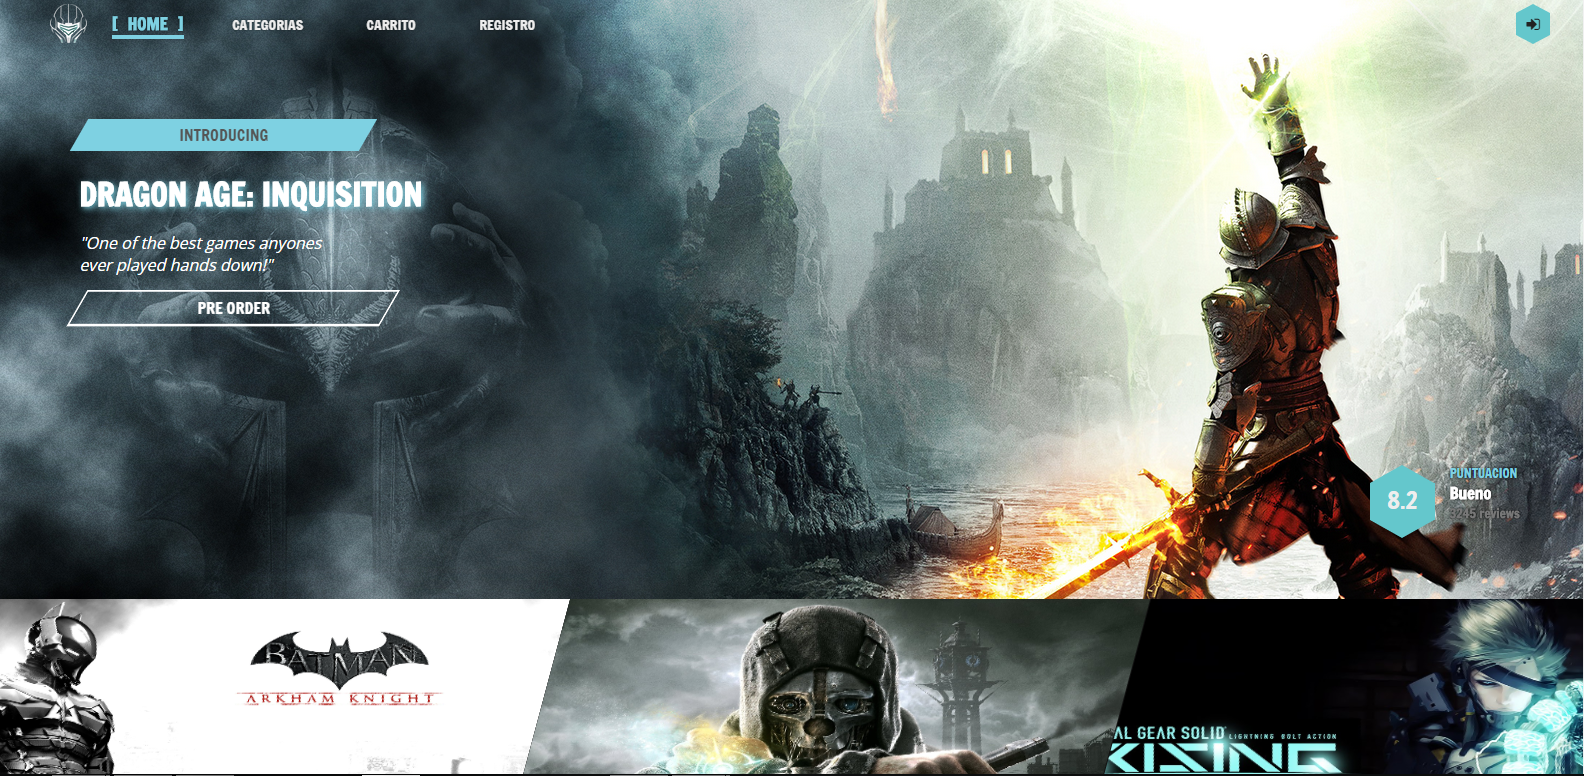 [ HOME ]
CATEGORIAS
CARRITO
REGISTRO
INTRODUCING
DRAGON AGE: INQUISITION
"One of the best games anyones
ever played hands down!"
PRE ORDER
PUNTUACION
8.2
Bueno
3245 reviews
BATMAN
ARKHAM KNIGHT
AL GEAR SOLID
LIGHTNING BOLT ACTION
RISING